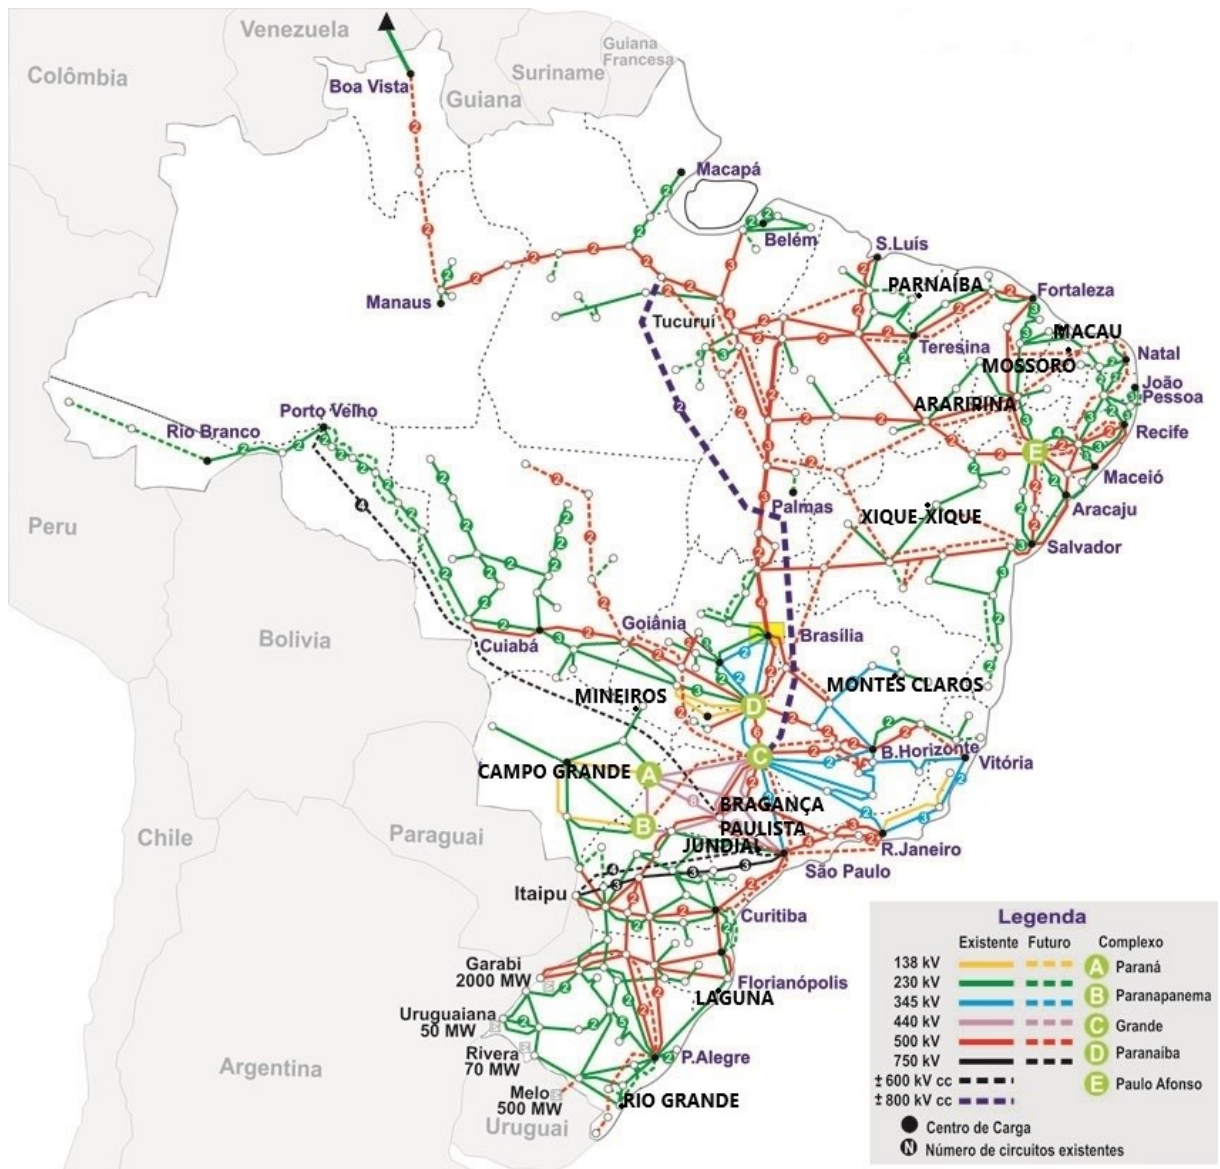 Venezuela
Guiana
Francesa
Colômbia
Suriname
Boa Vista
Guiana
Macapá
Belém
S.Luís
PARNAÍBA
Fortaleza
Manaus
Tucuruí
MACAU
Teresina
Natal
MOSSORÓ
João
Pessoa
ARARIRINA
Porto Velho
Rio Branco
Recife
E
Maceió
Palmas
Aracaju
XIQUE-XIQUE
Peru
Salvador
Goiânia
Brasília
Cuiabá
Bolivia
MONTES CLAROS
MINEIROS
D
B.Horizonte
Vitória
C
CAMPO GRANDE
A
BRAGANÇA
PAULISTA
B
Chile
Paraguai
JUNDIAÍ
R.Janeiro
São Paulo
Itaipu
Curitiba
Garabi
2000 MW
Florianópolis
LAGUNA
Uruguaiana
50 MW
Rivera
70 MW
P.Alegre
Argentina
Melo
500 MW
RIO GRANDE
Uruguai
Legenda
Existente Futuro Complexo
138 kV A Paraná
230 kV
345 kV B Paranapanema
440 kV C Grande
500 kV D Paranaíba
750 kV
±600 kV cc E Paulo Afonso
±800 kV cc
Centro de Carga
N Número de circuitos existentes